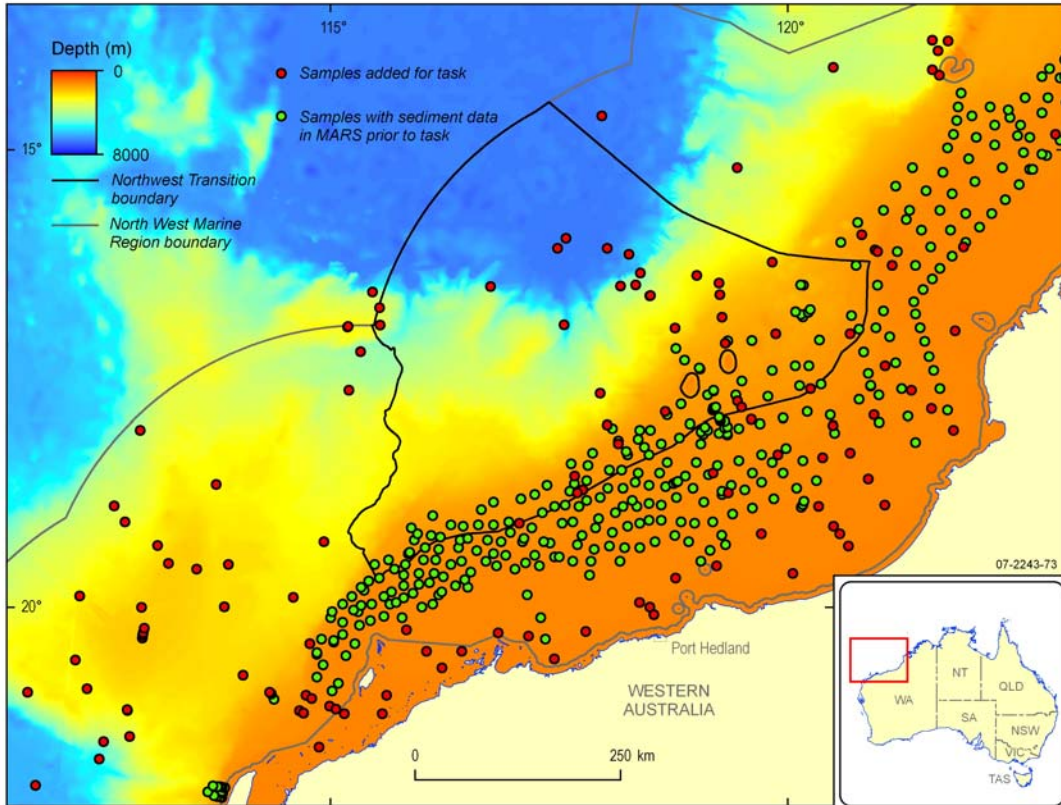 115°
120°
Depth (m)
0
8000
Samples added for task
Samples with sediment data
in MARS prior to task
Northwest Transition
boundary
North West Marine
Region boundary
15°
20°
07-2243-73
Port Hedland
WESTERN
AUSTRALIA
0
250 km
WA
NT
SA
QLD
NSW
VIC
TAS